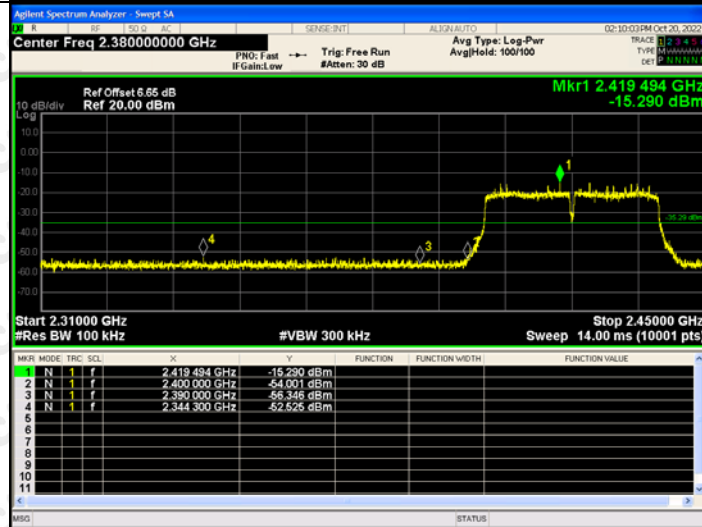 Agilent Spectrum Analyzer - Swept SA
R RF 50 Ω AC SENSE:INT ALIGN AUTO 02:10:03 PM Oct 20, 2022
Center Freq 2.380000000 GHz
PNO: Fast Trig: Free Run Avg Type: Log-Pwr TRACE 1 2 3 4 5
IFGain:Low #Atten: 30 dB Avg|Hold: 100/100 TYPE M
DET P N N N N
Mkr1 2.419 494 GHz
-15.290 dBm
Ref Offset 6.65 dB
10 dB/div Ref 20.00 dBm
Log
10.0
0.00
-10.0
-20.0
-30.0
-40.0
-50.0
-60.0
-70.0
1
-35.29 dBm
4
3
2
Start 2.31000 GHz Stop 2.45000 GHz
#Res BW 100 kHz #VBW 300 kHz Sweep 14.00 ms (10001 pts)
MKR MODE TRC SCL X Y FUNCTION FUNCTION WIDTH FUNCTION VALUE
1 N 1 f 2.419 494 GHz -15.290 dBm
2 N 1 f 2.400 000 GHz -54.001 dBm
3 N 1 f 2.390 000 GHz -56.346 dBm
4 N 1 f 2.344 300 GHz -52.525 dBm
5
6
7
8
9
10
11
MSG STATUS